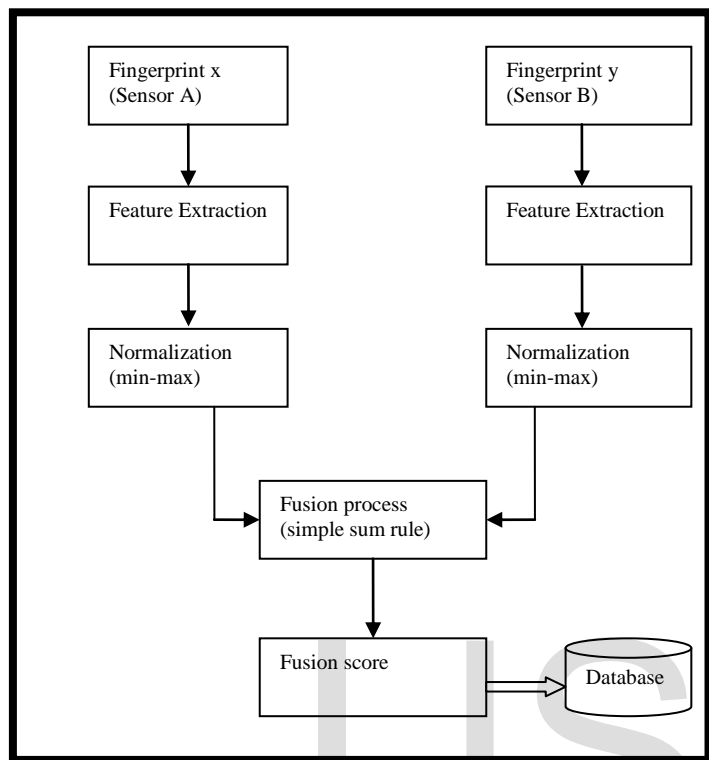 Fingerprint x
(Sensor A)
Fingerprint y
(Sensor B)
Feature Extraction
Feature Extraction
Normalization
(min-max)
Normalization
(min-max)
Fusion process
(simple sum rule)
Fusion score
Database